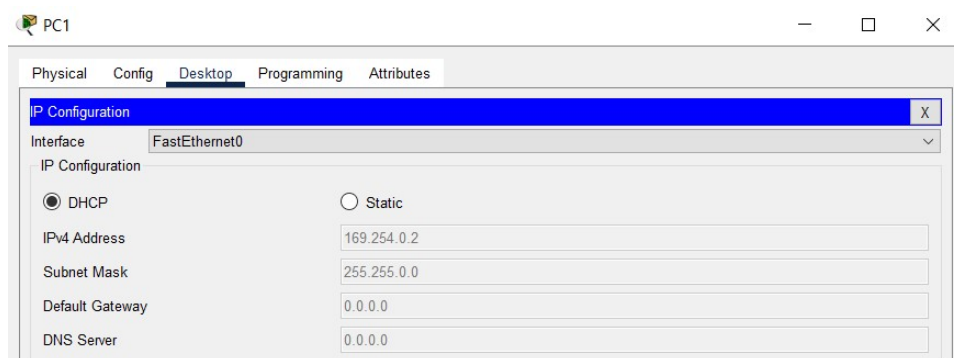 PC1
Physical Config Desktop Programming Attributes
IP Configuration X
Interface FastEthernet0
IP Configuration
DHCP Static
IPv4 Address 169.254.0.2
Subnet Mask 255.255.0.0
Default Gateway 0.0.0.0
DNS Server 0.0.0.0